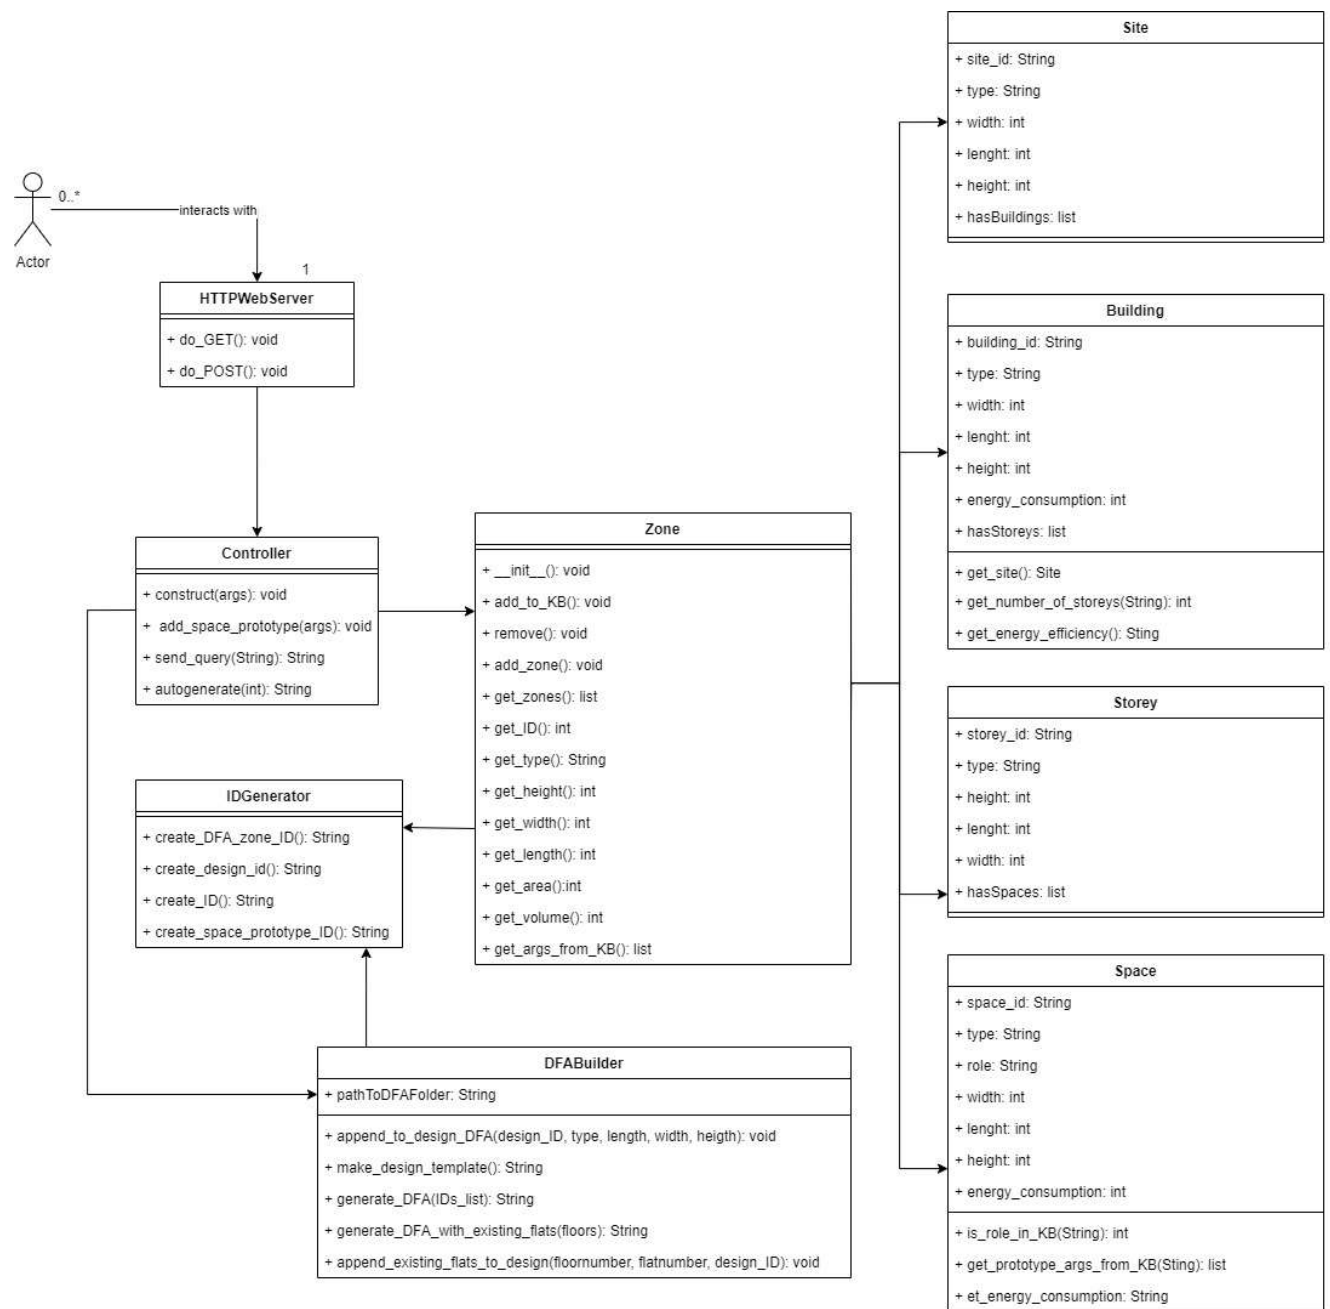 Site
+ site_id: String
+ type: String
+ width: int
+ lenght: int
+ height: int
+ hasBuildings: list
0..*
interacts with
Actor
1
HTTPWebServer
+ do_GET(): void
+ do_POST(): void
Building
+ building_id: String
+ type: String
+ width: int
+ lenght: int
+ height: int
+ energy_consumption: int
+ hasStoreys: list
+ get_site(): Site
+ get_number_of_storeys(String): int
+ get_energy_efficiency(): Sting
Controller
+ construct(args): void
+ add_space_prototype(args): void
+ send_query(String): String
+ autogenerate(int): String
Zone
+ __init__(): void
+ add_to_KB(): void
+ remove(): void
+ add_zone(): void
+ get_zones(): list
+ get_ID(): int
+ get_type(): String
+ get_height(): int
+ get_width(): int
+ get_length(): int
+ get_area():int
+ get_volume(): int
+ get_args_from_KB(): list
Storey
+ storey_id: String
+ type: String
+ height: int
+ lenght: int
+ width: int
+ hasSpaces: list
IDGenerator
+ create_DFA_zone_ID(): String
+ create_design_id(): String
+ create_ID(): String
+ create_space_prototype_ID(): String
Space
+ space_id: String
+ type: String
+ role: String
+ width: int
+ lenght: int
+ height: int
+ energy_consumption: int
+ is_role_in_KB(String): int
+ get_prototype_args_from_KB(Sting): list
+ et_energy_consumption: String
DFABuilder
+ pathToDFAFolder: String
+ append_to_design_DFA(design_ID, type, length, width, heigth): void
+ make_design_template(): String
+ generate_DFA(IDs_list): String
+ generate_DFA_with_existing_flats(floors): String
+ append_existing_flats_to_design(floornumber, flatnumber, design_ID): void